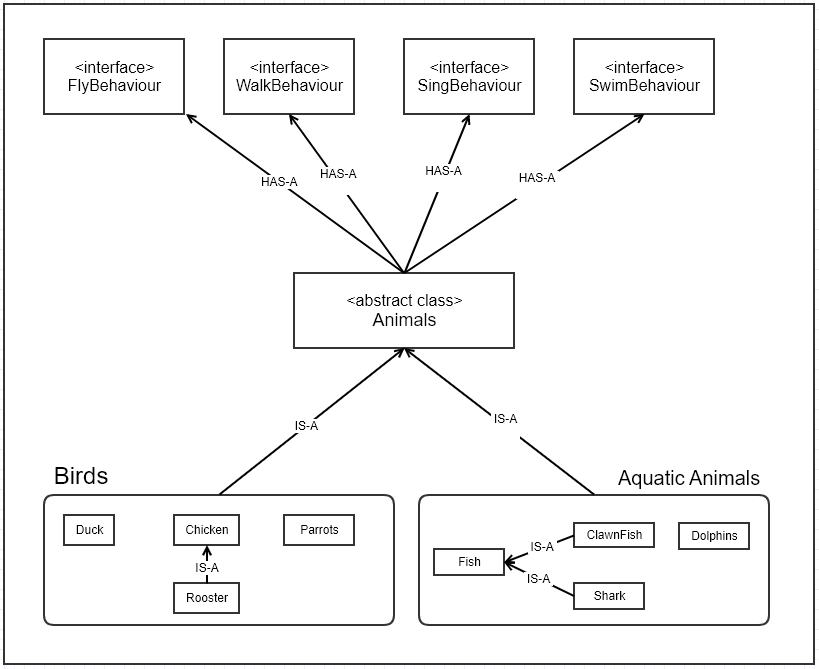 <interface>
FlyBehaviour
<interface>
WalkBehaviour
<interface>
SingBehaviour
<interface>
SwimBehaviour
HAS-A
HAS-A
HAS-A
HAS-A
<abstract class>
Animals
IS-A
IS-A
Birds
Duck
Chicken
Parrots
IS-A
Rooster
Aquatic Animals
Fish
IS-A
IS-A
ClawnFish
Shark
Dolphins